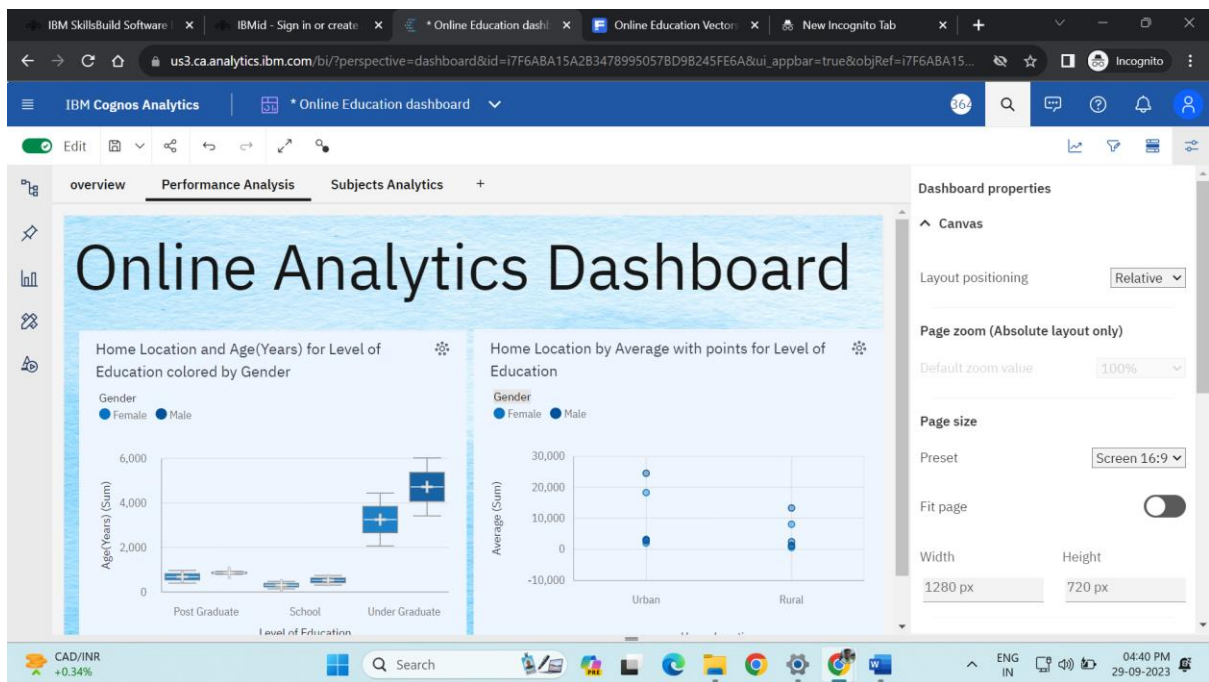 IBM SkillsBuild Software
IBMid - Sign in or create
* Online Education dashb
Online Education Vector
New Incognito Tab
us3.ca.analytics.ibm.com/bi/?perspective=dashboard&id=i7F6ABA15A2B3478995057BD9B245FE6A&ui_appbar=true&objRef=i7F6ABA15...
Incognito
IBM Cognos Analytics
* Online Education dashboard
364
Edit
overview Performance Analysis Subjects Analytics +
Online Analytics Dashboard
Home Location and Age(Years) for Level of
Education colored by Gender
Gender
Female Male
6,000
4,000
2,000
0
Age(Years) (Sum)
Post Graduate School Under Graduate
Level of Education
Home Location by Average with points for Level of
Education
Gender
Female Male
30,000
20,000
10,000
0
-10,000
Average (Sum)
Urban Rural
Dashboard properties
Canvas
Layout positioning Relative
Page zoom (Absolute layout only)
Default zoom value 100%
Page size
Preset Screen 16:9
Fit page
Width Height
1280 px 720 px
CAD/INR
+0.34%
Search
PRE
ENG
IN
04:40 PM
29-09-2023